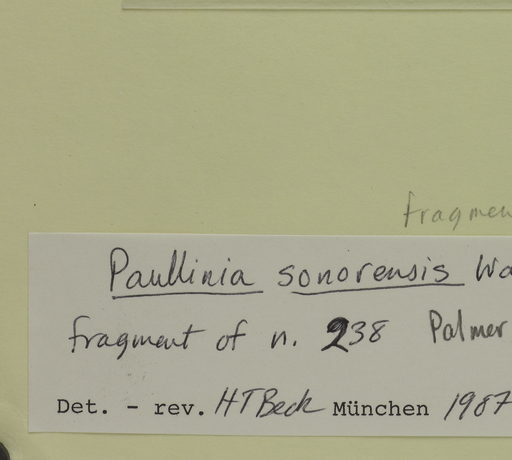 fragmen
Paullinia sonorensis Wa
fragment of n. 238 Palmer
Det. - rev. HTBeck München 1987